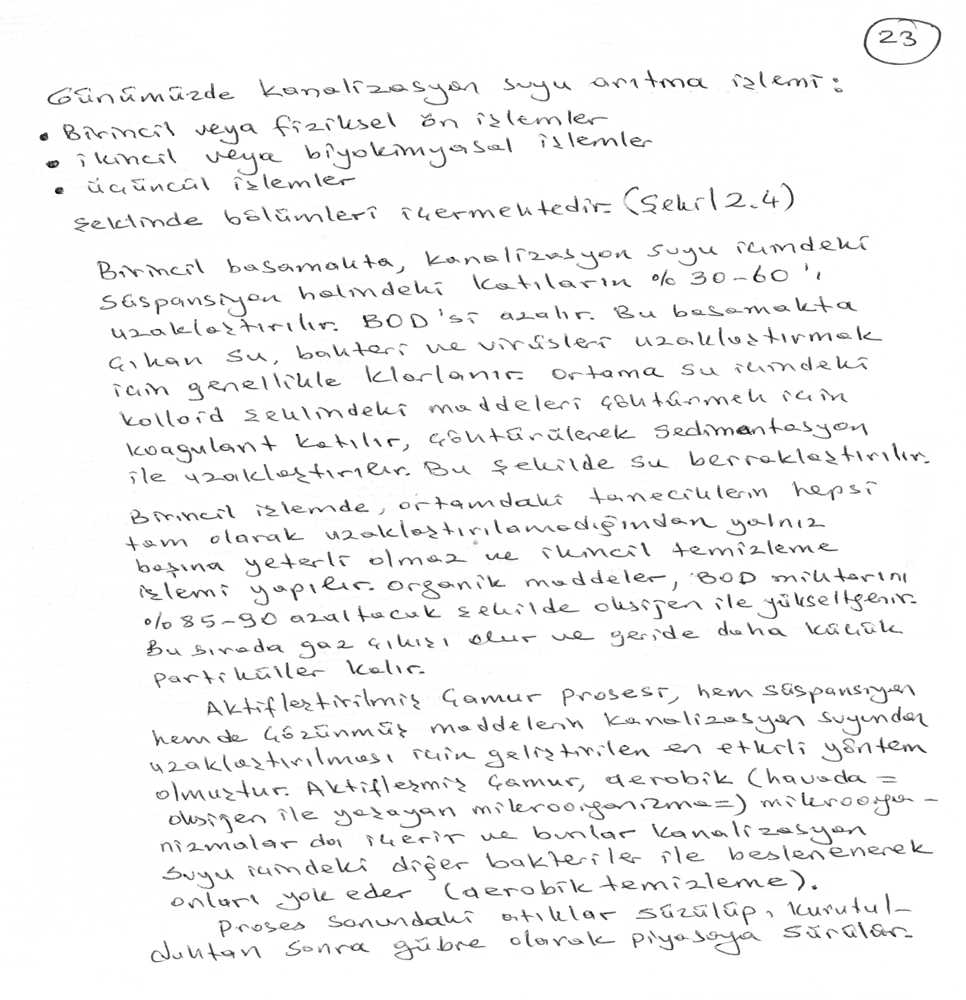 23
Günümüzde kanalizasyon suyu arıtma işlemi:
• Birincil veya fiziksel ön işlemler
• ikincil veya biyokimyasal işlemler
• üçüncül işlemler
şeklinde bölümleri içermektedir. (Şekil 2.4)
Birincil basamakta, kanalizasyon suyu içindeki
süspansiyon halindeki katıların % 30-60'ı
uzaklaştırılır. BOD'si azalır. Bu basamakta
çıkan su, bakteri ve virüsleri uzaklaştırmak
için genellikle klorlanır. Ortama su içindeki
kolloid şeklindeki maddeleri çöktürmek için
koagulant katılır, çöktürülerek sedimantasyon
ile uzaklaştırılır. Bu şekilde su berraklaştırılır.
Birincil işlemde, ortamdaki taneciklerin hepsi
tam olarak uzaklaştırılamadığından yalnız
başına yeterli olmaz ve ikincil temizleme
işlemi yapılır. Organik maddeler, BOD miktarını
% 85-90 azaltacak şekilde oksijen ile yükseltgenir.
Bu sırada gaz çıkışı olur ve geride daha küçük
partiküller kalır.
Aktifleştirilmiş Çamur Prosesi, hem süspansiyon
hem de çözünmüş maddelerin kanalizasyon suyundan
uzaklaştırılması için geliştirilen en etkili yöntem
olmuştur. Aktifleşmiş Çamur, aerobik (havada =
oksijen ile yaşayan mikroorganizma=) mikroorga-
nizmalar da içerir ve bunlar kanalizasyon
suyu içindeki diğer bakteriler ile beslenenerek
onları yok eder (aerobik temizleme).
Proses sonundaki atıklar süzülüp, kurutul-
duktan sonra gübre olarak piyasaya sürülür.